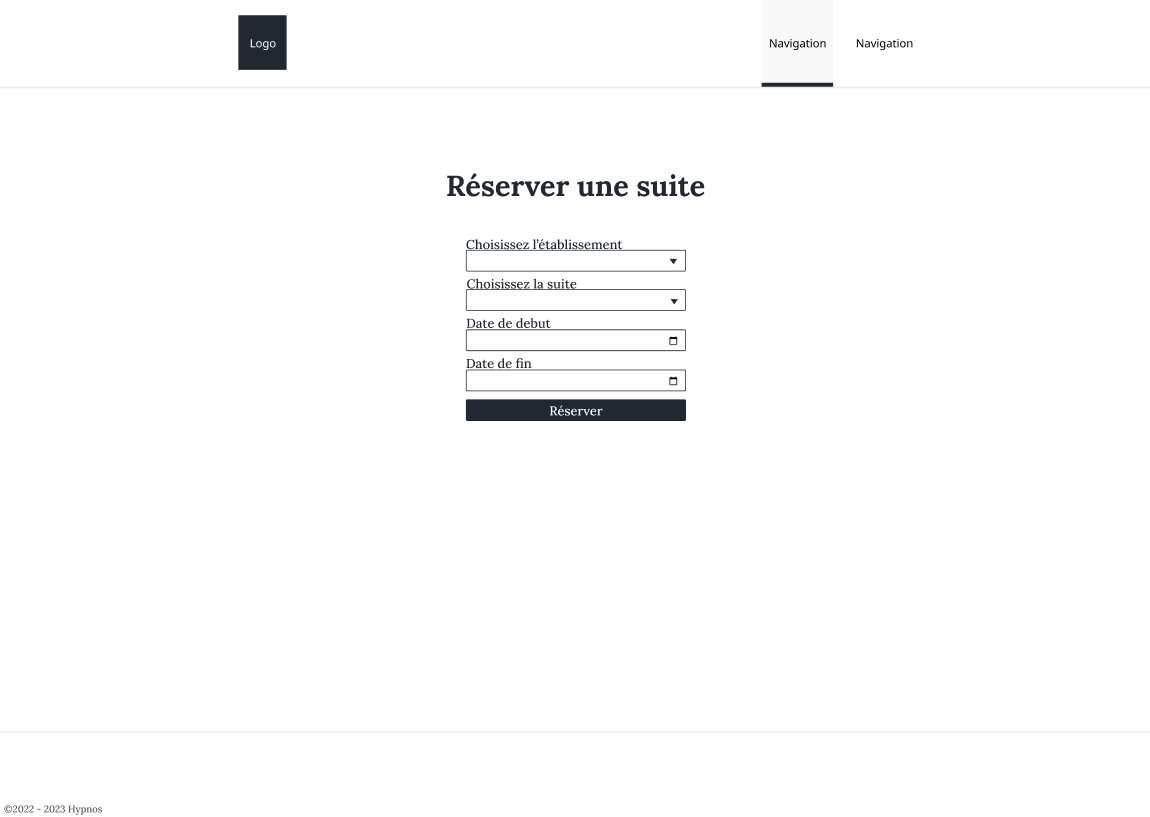 Logo
Navigation
Navigation
Réserver une suite
Choisissez l’établissement
Choisissez la suite
Date de debut
Date de fin
Réserver
©2022 - 2023 Hypnos